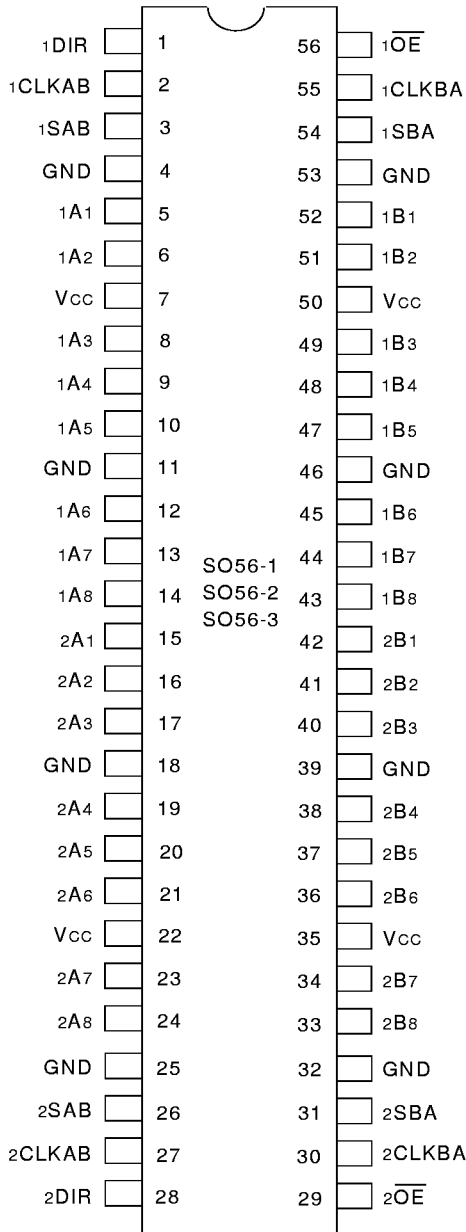 1DIR 1 56 1O̅E̅
1CLKAB 2 55 1CLKBA
1SAB 3 54 1SBA
GND 4 53 GND
1A1 5 52 1B1
1A2 6 51 1B2
VCC 7 50 VCC
1A3 8 49 1B3
1A4 9 48 1B4
1A5 10 47 1B5
GND 11 46 GND
1A6 12 45 1B6
1A7 13 44 1B7
SO56-1
1A8 14 SO56-2 43 1B8
SO56-3
2A1 15 42 2B1
2A2 16 41 2B2
2A3 17 40 2B3
GND 18 39 GND
2A4 19 38 2B4
2A5 20 37 2B5
2A6 21 36 2B6
VCC 22 35 VCC
2A7 23 34 2B7
2A8 24 33 2B8
GND 25 32 GND
2SAB 26 31 2SBA
2CLKAB 27 30 2CLKBA
2DIR 28 29 2O̅E̅